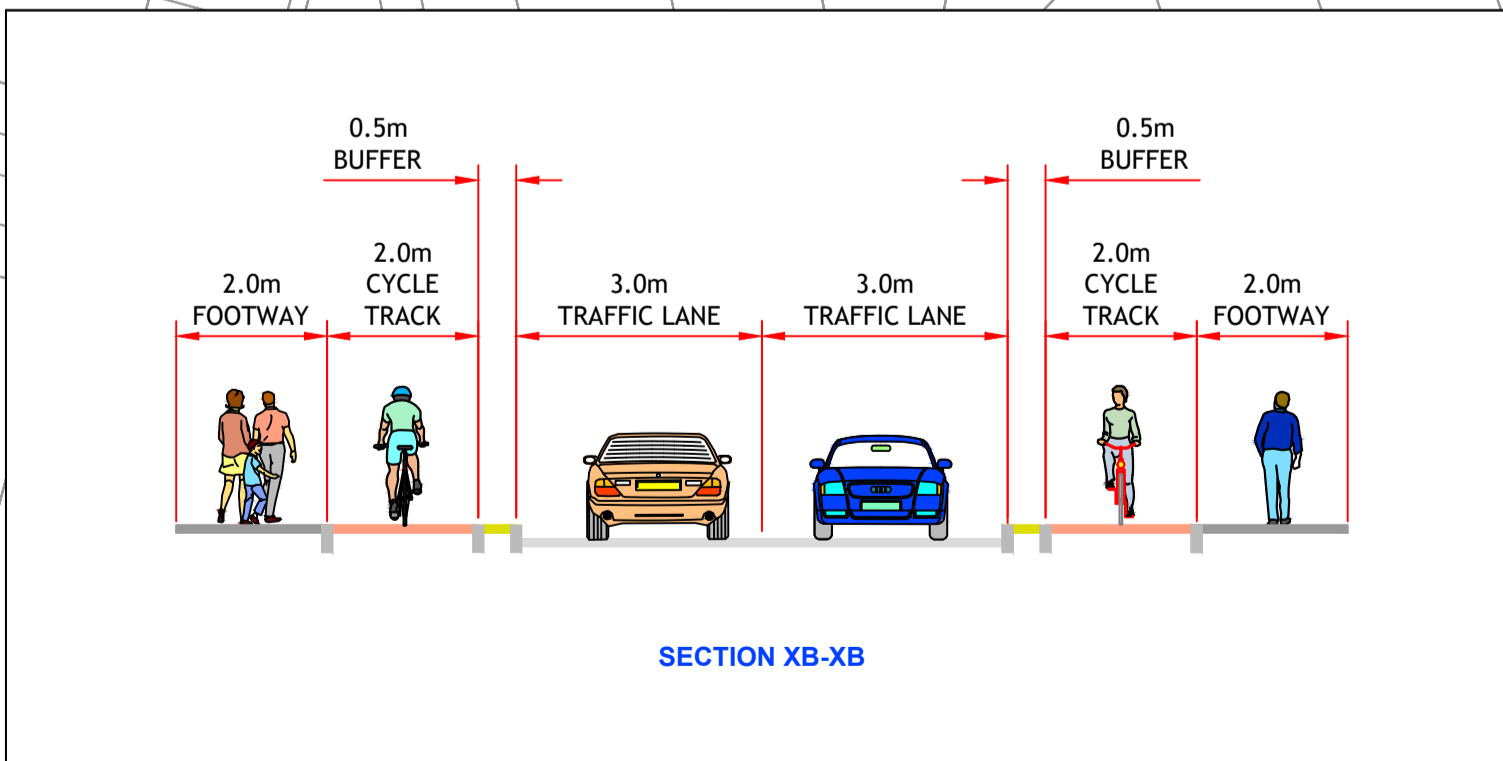 0.5m
BUFFER
0.5m
BUFFER
2.0m
FOOTWAY
2.0m
CYCLE
TRACK
3.0m
TRAFFIC LANE
3.0m
TRAFFIC LANE
2.0m
CYCLE
TRACK
2.0m
FOOTWAY
SECTION XB-XB